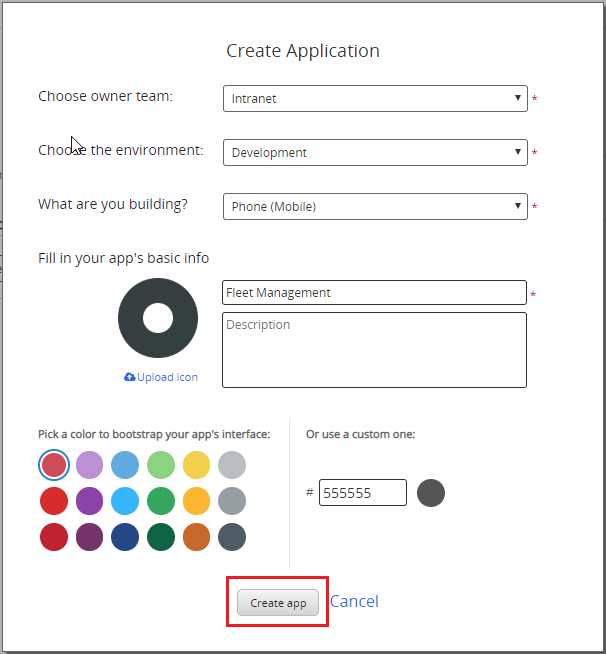 Create Application
Choose owner team:
Intranet
*
Choose the environment:
Development
*
What are you building?
Phone (Mobile)
*
Fill in your app's basic info
Fleet Management
*
Description
Upload icon
Pick a color to bootstrap your app's interface:
Or use a custom one:
# 555555
Create app
Cancel